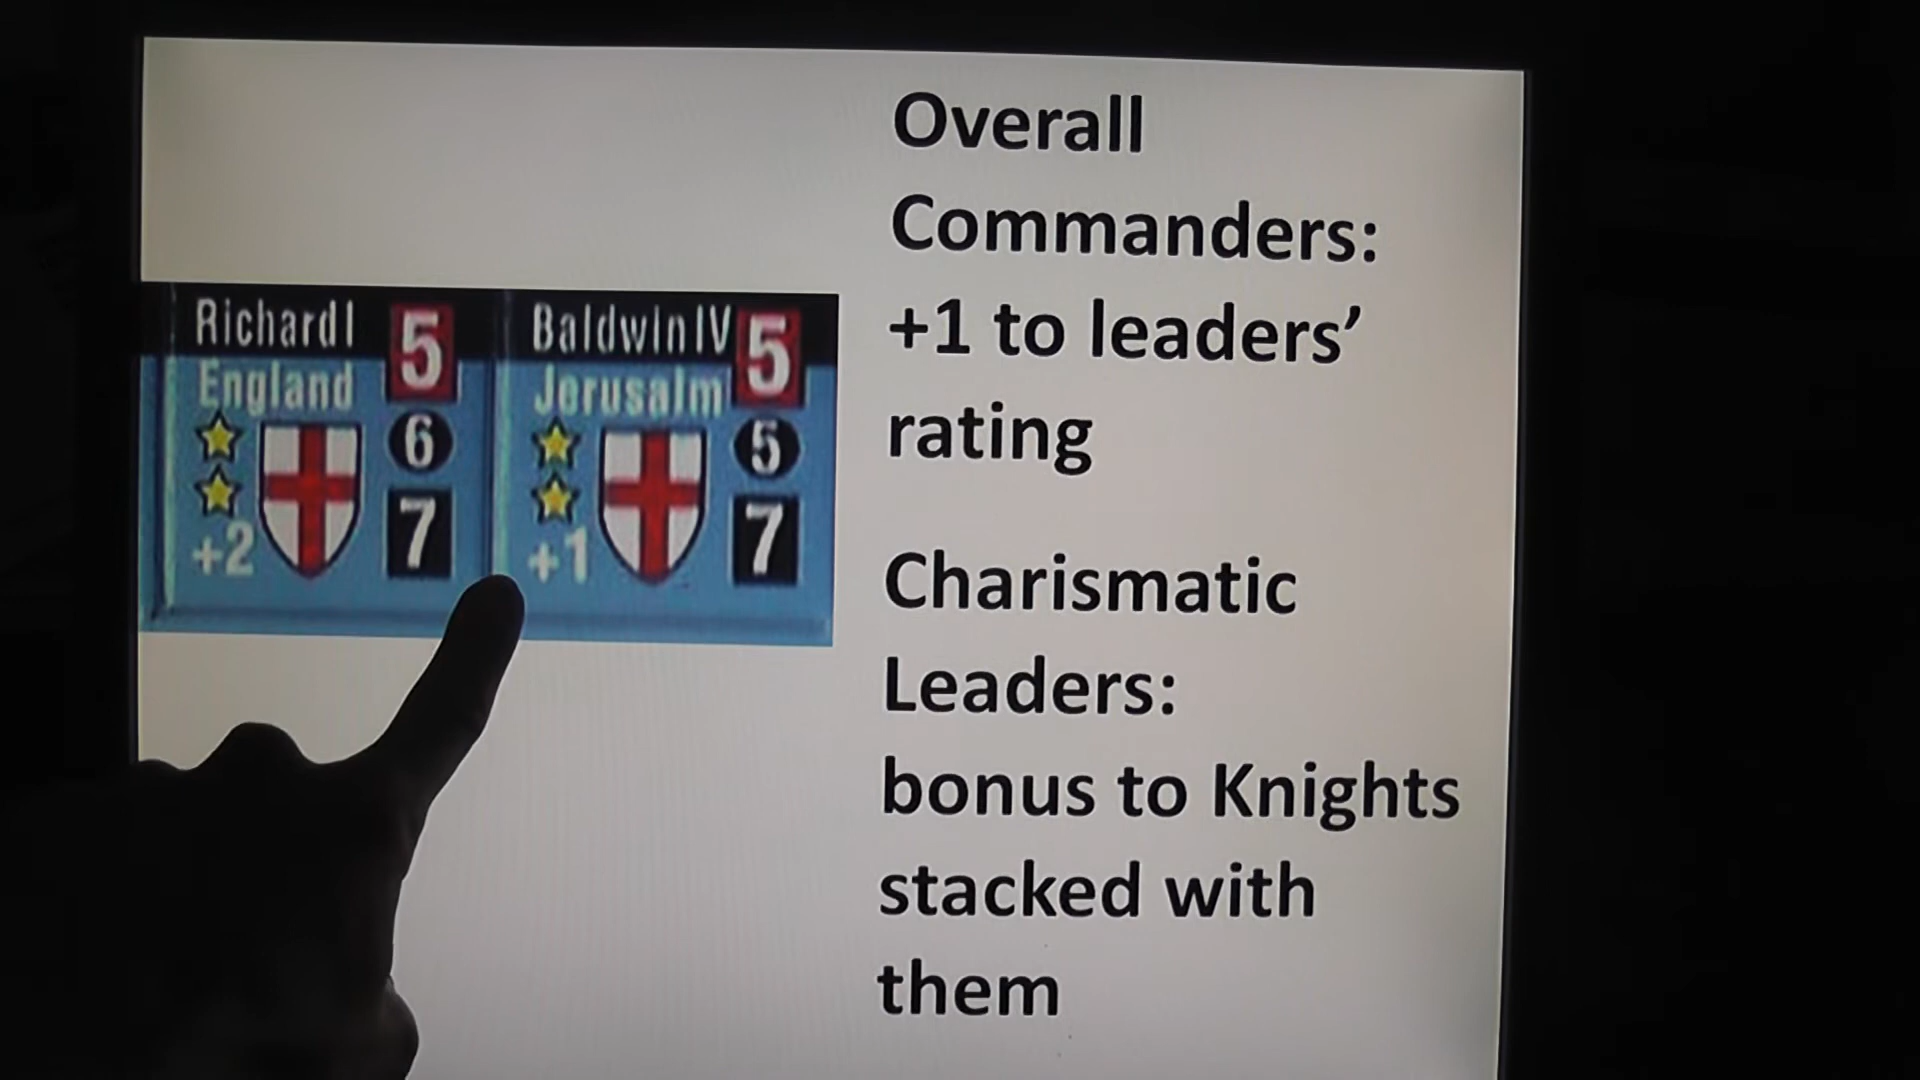 Overall
Commanders:
+1 to leaders’
rating
Charismatic
Leaders:
bonus to Knights
stacked with
them
Richard I
5
England
6
+2
7
Baldwin IV
5
Jerusalm
5
+1
7